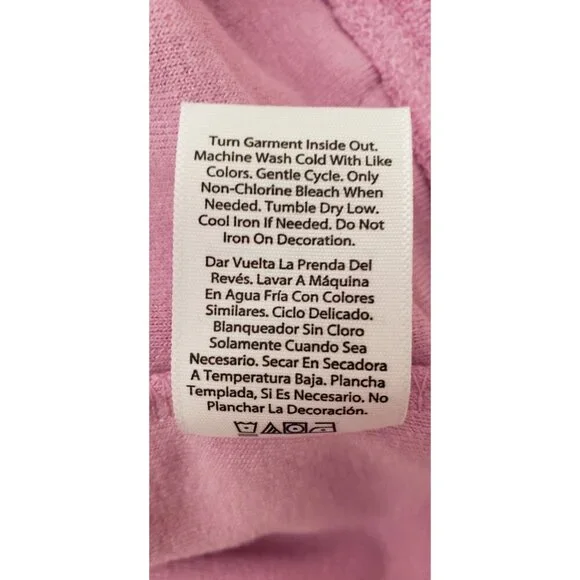 Turn Garment Inside Out.
Machine Wash Cold With Like
Colors. Gentle Cycle. Only
Non-Chlorine Bleach When
Needed. Tumble Dry Low.
Cool Iron If Needed. Do Not
Iron On Decoration.
Dar Vuelta La Prenda Del
Revés. Lavar A Máquina
En Agua Fría Con Colores
Similares. Ciclo Delicado.
Blanqueador Sin Cloro
Solamente Cuando Sea
Necesario. Secar En Secadora
A Temperatura Baja. Plancha
Templada, Si Es Necesario. No
Planchar La Decoración.